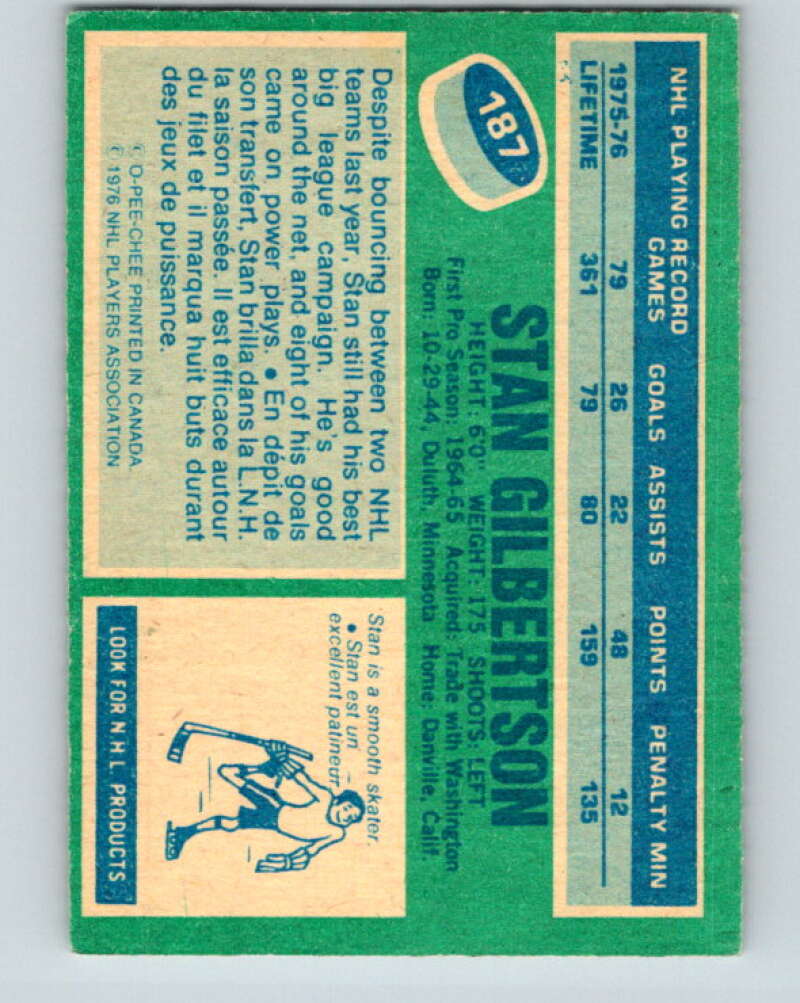 NHL PLAYING RECORD
GAMES GOALS ASSISTS POINTS PENALTY MIN
1975-76 79 26 22 48 12
LIFETIME 361 79 80 159 135
187
STAN GILBERTSON
HEIGHT: 6'0" WEIGHT: 175 SHOOTS: LEFT
First Pro Season: 1964-65 Acquired: Trade with Washington
Born: 10-29-44, Duluth, Minnesota Home: Danville, Calif.
Despite bouncing between two NHL
teams last year, Stan still had his best
big league campaign. He's good
around the net, and eight of his goals
came on power plays. • En dépit de
son transfert, Stan brilla dans la L.N.H.
la saison passée. Il est efficace autour
du filet et il marqua huit buts durant
des jeux de puissance.
© O-PEE-CHEE PRINTED IN CANADA
© 1976 NHL PLAYERS ASSOCIATION
Stan is a smooth skater.
• Stan est un
excellent patineur
LOOK FOR N.H.L. PRODUCTS